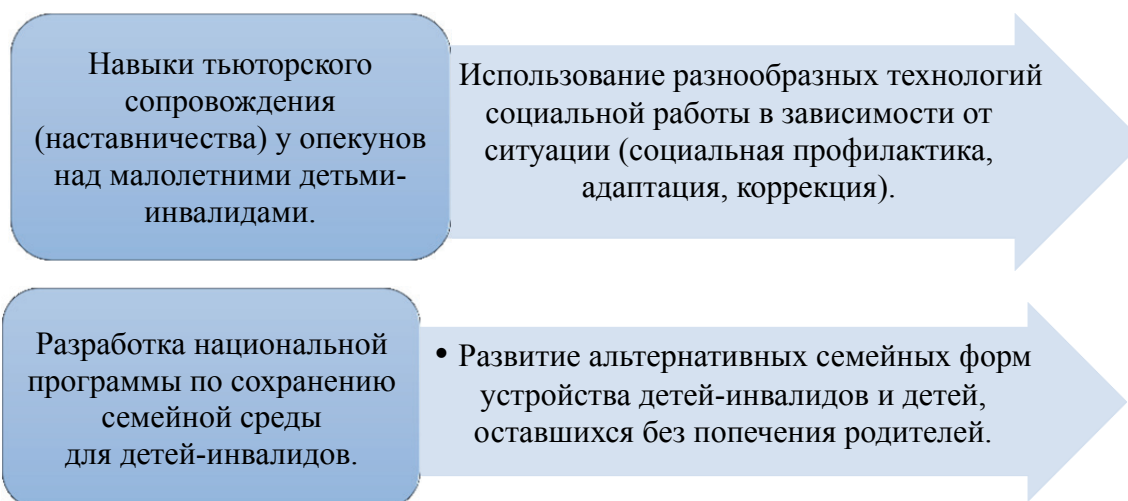 Навыки тьюторского
сопровождения
(наставничества) у опекунов
над малолетними детьми-
инвалидами.
Использование разнообразных технологий
социальной работы в зависимости от
ситуации (социальная профилактика,
адаптация, коррекция).
Разработка национальной
программы по сохранению
семейной среды
для детей-инвалидов.
• Развитие альтернативных семейных форм
устройства детей-инвалидов и детей,
оставшихся без попечения родителей.